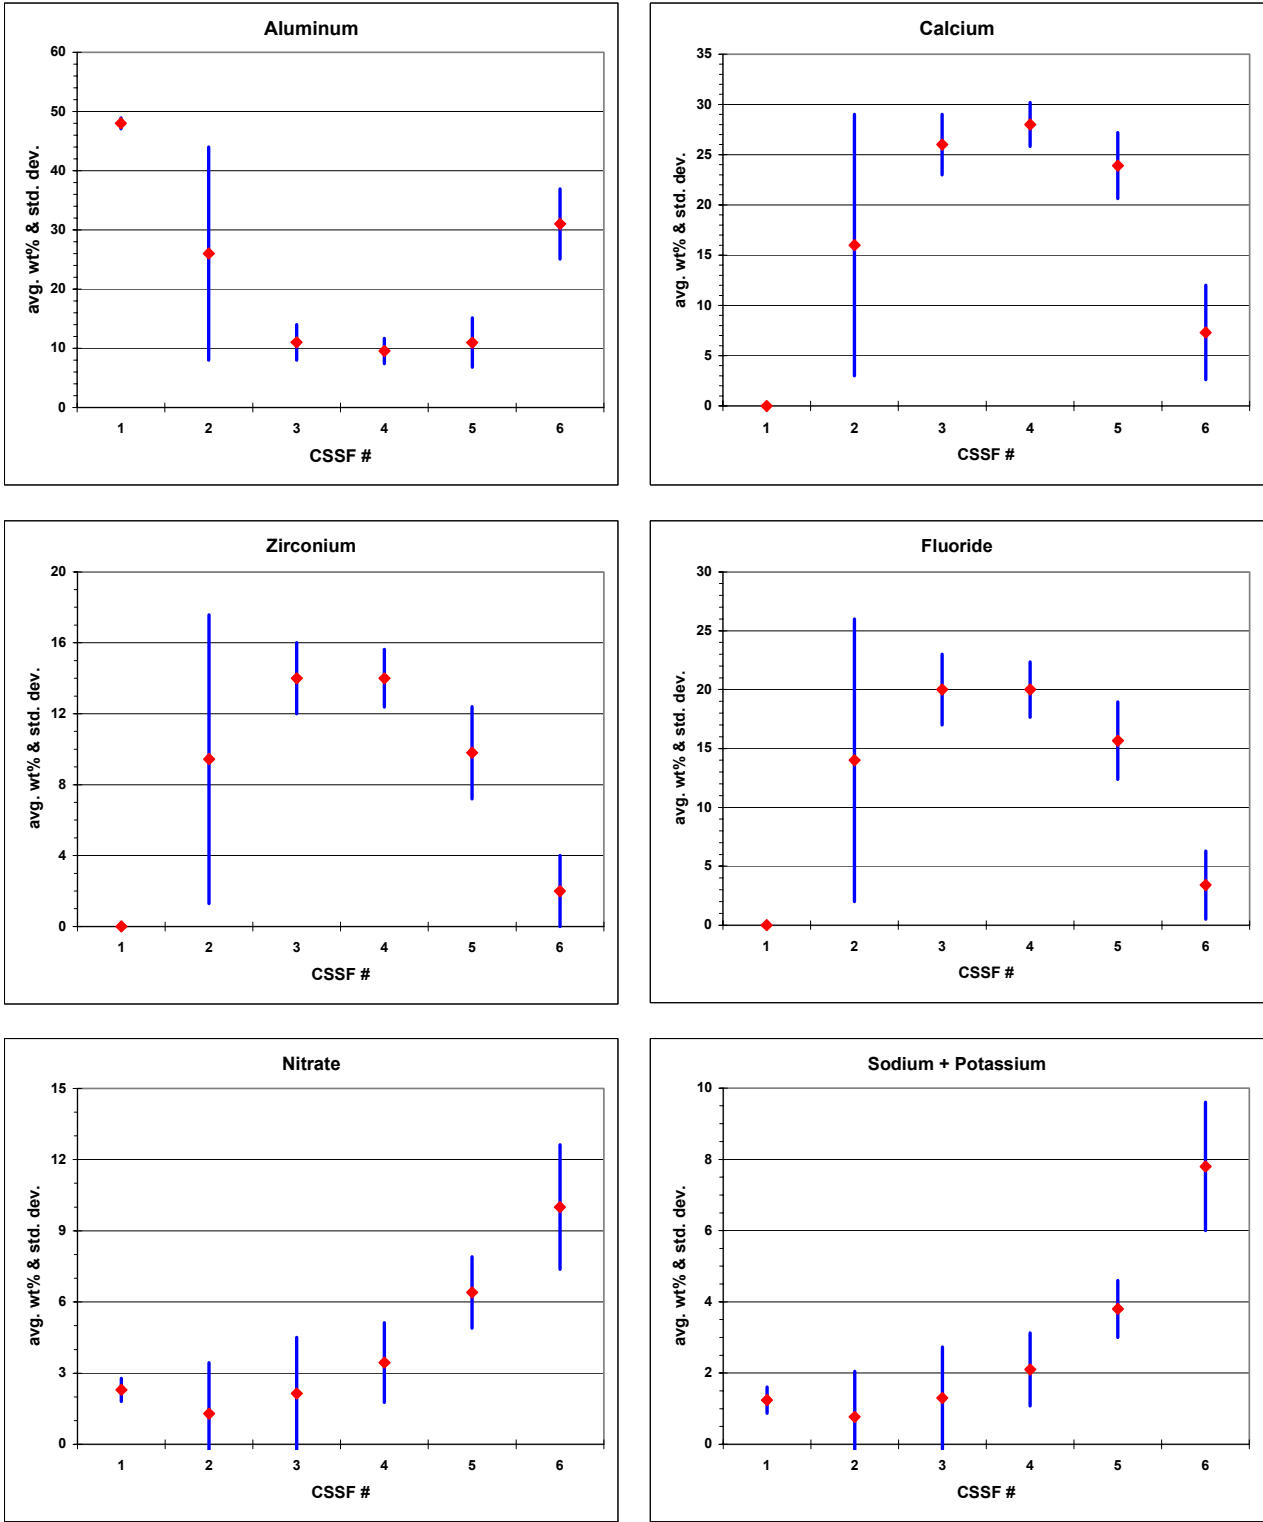 Aluminum
60
50
40
30
20
10
0
avg. wt% & std. dev.
1 2 3 4 5 6
CSSF #
Calcium
35
30
25
20
15
10
5
0
avg. wt% & std. dev.
1 2 3 4 5 6
CSSF #
Zirconium
20
16
12
8
4
0
avg. wt% & std. dev.
1 2 3 4 5 6
CSSF #
Fluoride
30
25
20
15
10
5
0
avg. wt% & std. dev.
1 2 3 4 5 6
CSSF #
Nitrate
15
12
9
6
3
0
avg. wt% & std. dev.
1 2 3 4 5 6
CSSF #
Sodium + Potassium
10
8
6
4
2
0
avg. wt% & std. dev.
1 2 3 4 5 6
CSSF #